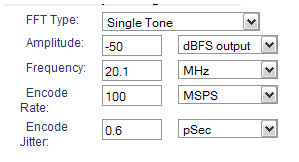 FFT Type: Single Tone
Amplitude: -50 dBFS output
Frequency: 20.1 MHz
Encode Rate: 100 MSPS
Encode Jitter: 0.6 pSec